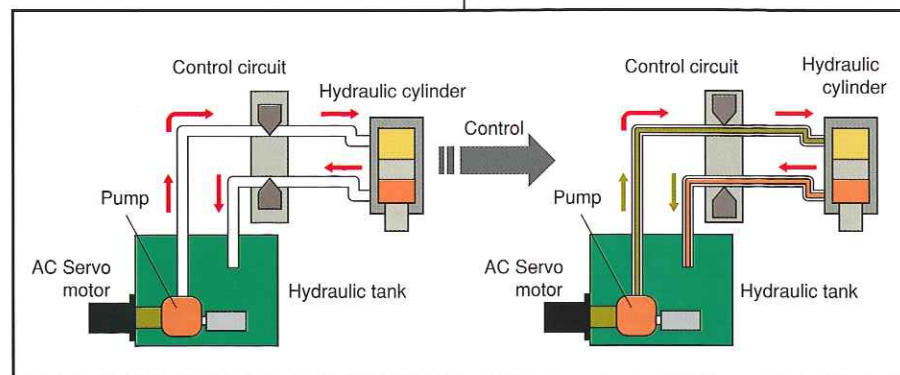 Control circuit
Hydraulic cylinder
Pump
AC Servo
motor
Hydraulic tank
Control
Control circuit
Hydraulic
cylinder
Pump
AC Servo
motor
Hydraulic tank